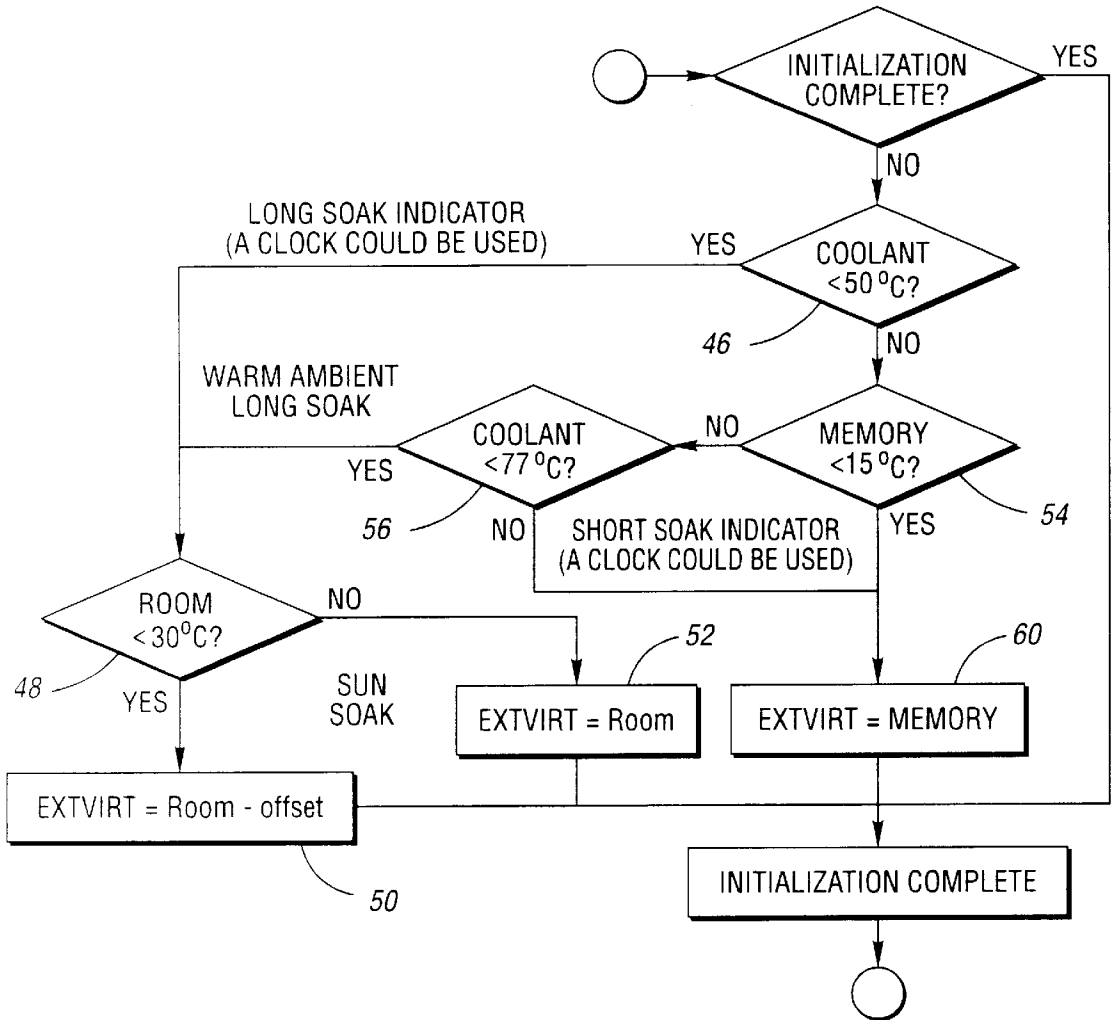 INITIALIZATION
COMPLETE?
YES
NO
LONG SOAK INDICATOR
(A CLOCK COULD BE USED)
YES
COOLANT
<50°C?
46
NO
WARM AMBIENT
LONG SOAK
YES
COOLANT
<77°C?
56
NO
NO
MEMORY
<15°C?
54
YES
SHORT SOAK INDICATOR
(A CLOCK COULD BE USED)
ROOM
<30°C?
48
NO
YES
SUN
SOAK
52
EXTVIRT = Room
60
EXTVIRT = MEMORY
EXTVIRT = Room - offset
50
INITIALIZATION COMPLETE